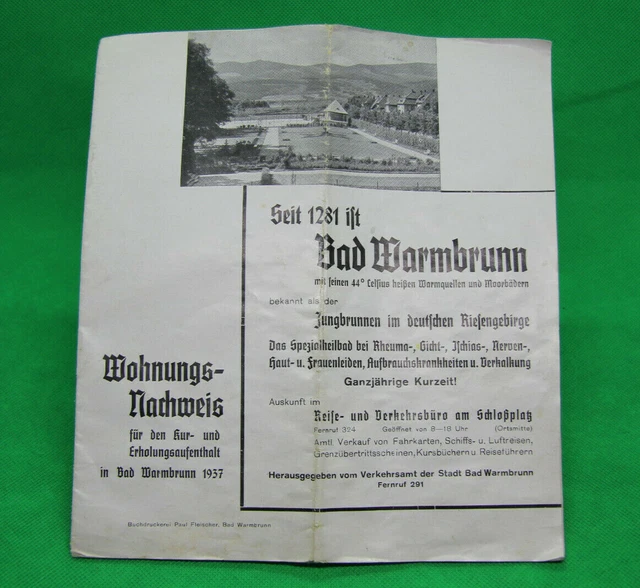 Seit 1281 ist
Bad Warmbrunn
mit seinen 44° Celsius heißen Warmquellen und Moorbädern
bekannt als der
Jungbrunnen im deutschen Riesengebirge
Das Spezialheilbad bei Rheuma-, Gicht-, Ischias-, Nerven-,
Haut- u. Frauenleiden, Aufbrauchskrankheiten u. Verkalkung
Ganzjährige Kurzeit!
Auskunft im
Reise- und Verkehrsbüro am Schloßplatz
Fernruf 324 Geöffnet von 8—18 Uhr (Ortsmitte)
Amtl. Verkauf von Fahrkarten, Schiffs- u. Luftreisen,
Grenzübertrittsscheinen, Kursbüchern u. Reiseführern
Herausgegeben vom Verkehrsamt der Stadt Bad Warmbrunn
Fernruf 291
Wohnungs-
Nachweis
für den Kur- und
Erholungsaufenthalt
in Bad Warmbrunn 1937
Buchdruckerei Paul Fleischer, Bad Warmbrunn